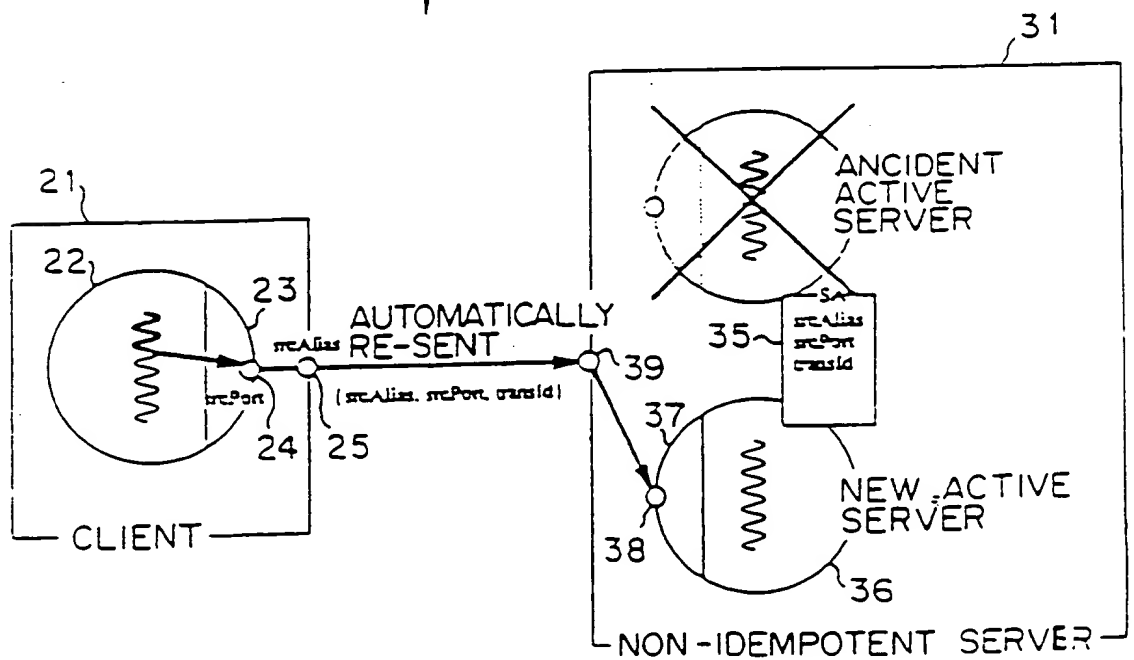 31
21
ANCIDENT
ACTIVE
SERVER
22
23
srcAlias
AUTOMATICALLY
RE-SENT
35
SA
srcAlias
srcPort
transId
39
srcPort
(srcAlias, srcPort, transId)
24
25
37
38
NEW ACTIVE
SERVER
36
CLIENT
NON-IDEMPOTENT SERVER